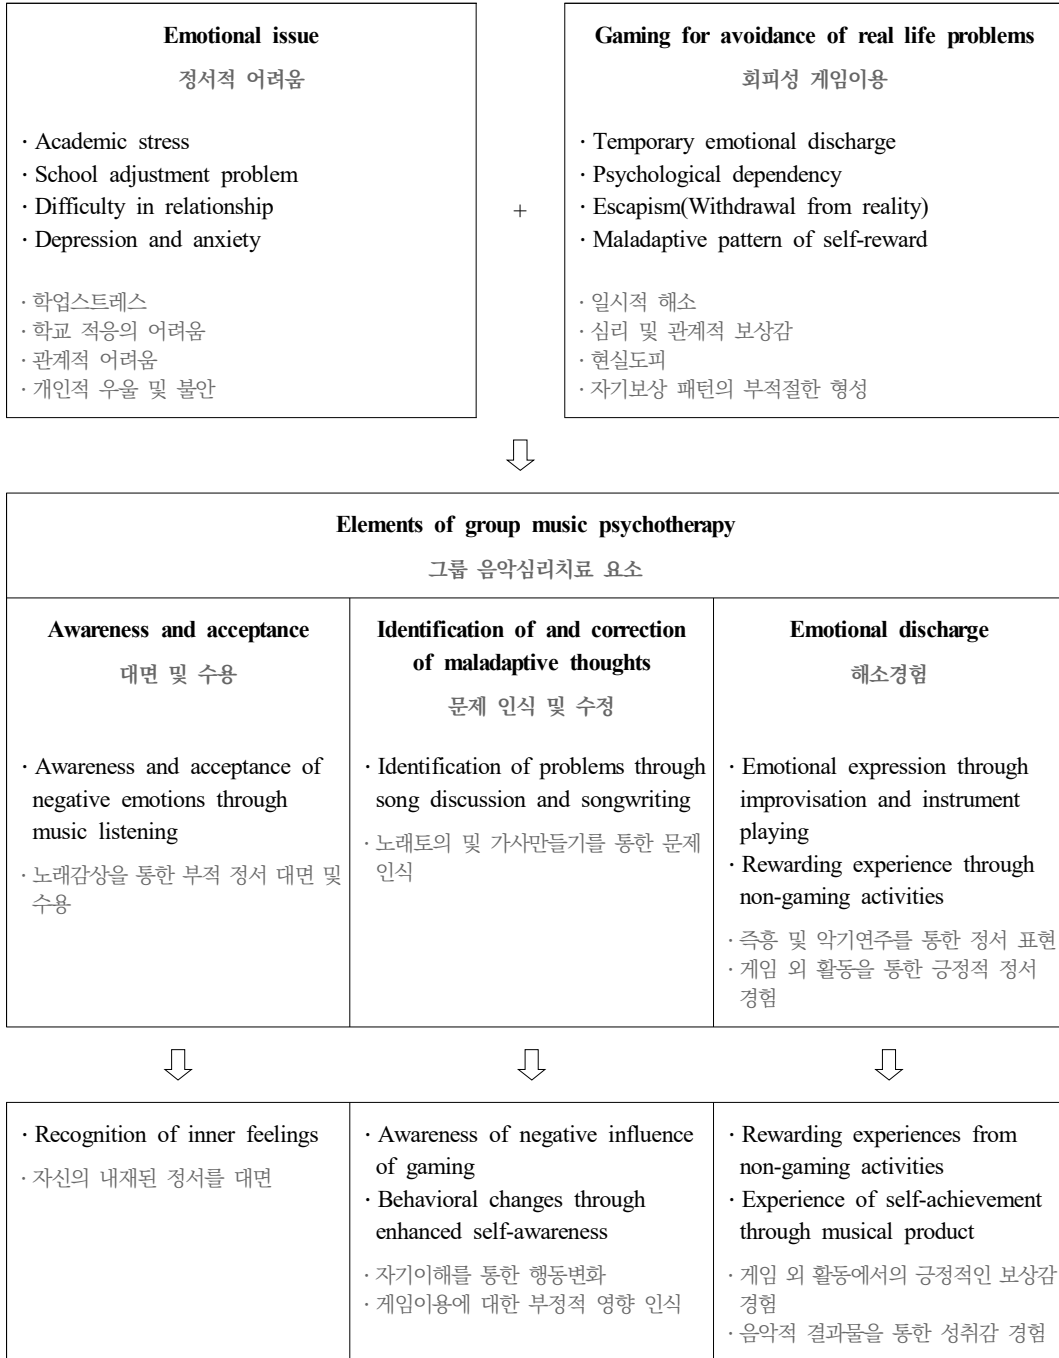 Emotional issue
정서적 어려움
· Academic stress
· School adjustment problem
· Difficulty in relationship
· Depression and anxiety
· 학업스트레스
· 학교 적응의 어려움
· 관계적 어려움
· 개인적 우울 및 불안
+
Gaming for avoidance of real life problems
회피성 게임이용
· Temporary emotional discharge
· Psychological dependency
· Escapism(Withdrawal from reality)
· Maladaptive pattern of self-reward
· 일시적 해소
· 심리 및 관계적 보상감
· 현실도피
· 자기보상 패턴의 부적절한 형성
Elements of group music psychotherapy
그룹 음악심리치료 요소
Awareness and acceptance
대면 및 수용
· Awareness and acceptance of
negative emotions through
music listening
· 노래감상을 통한 부적 정서 대면 및
수용
Identification of and correction
of maladaptive thoughts
문제 인식 및 수정
· Identification of problems through
song discussion and songwriting
· 노래토의 및 가사만들기를 통한 문제
인식
Emotional discharge
해소경험
· Emotional expression through
improvisation and instrument
playing
· Rewarding experience through
non-gaming activities
· 즉흥 및 악기연주를 통한 정서 표현
· 게임 외 활동을 통한 긍정적 정서
경험
· Recognition of inner feelings
· 자신의 내재된 정서를 대면
· Awareness of negative influence
of gaming
· Behavioral changes through
enhanced self-awareness
· 자기이해를 통한 행동변화
· 게임이용에 대한 부정적 영향 인식
· Rewarding experiences from
non-gaming activities
· Experience of self-achievement
through musical product
· 게임 외 활동에서의 긍정적인 보상감
경험
· 음악적 결과물을 통한 성취감 경험